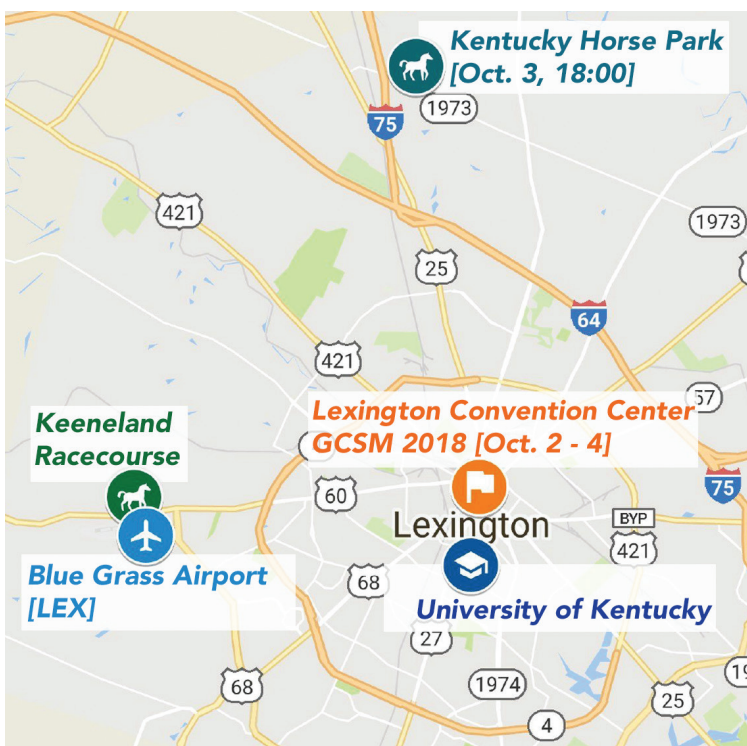 Kentucky Horse Park
[Oct. 3, 18:00]
1973
75
421
1973
25
64
421
57
Lexington Convention Center
GCSM 2018 [Oct. 2 - 4]
Keeneland
Racecourse
60
75
Lexington
BYP
421
Blue Grass Airport
[LEX]
68
University of Kentucky
27
68
1974
25
4